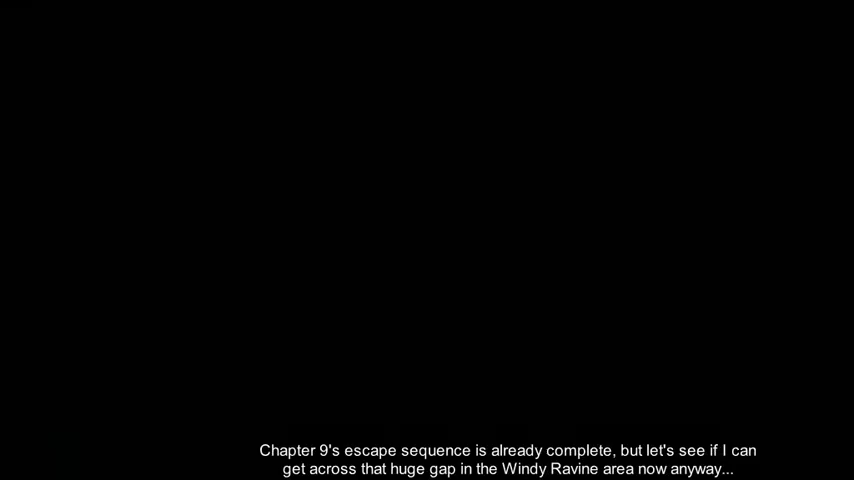 Chapter 9's escape sequence is already complete, but let's see if I can
get across that huge gap in the Windy Ravine area now anyway...